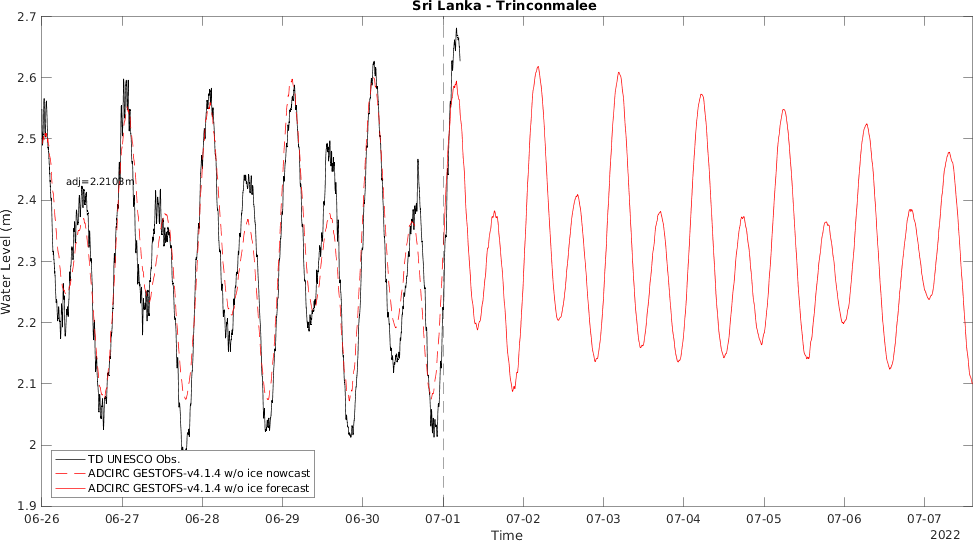 Sri Lanka - Trinconmalee
2.7
2.6
2.5
2.4
2.3
2.2
2.1
2
1.9
Water Level (m)
adj=2.2103m
TD UNESCO Obs.
ADCIRC GESTOFS-v4.1.4 w/o ice nowcast
ADCIRC GESTOFS-v4.1.4 w/o ice forecast
06-26 06-27 06-28 06-29 06-30 07-01 07-02 07-03 07-04 07-05 07-06 07-07
2022
Time